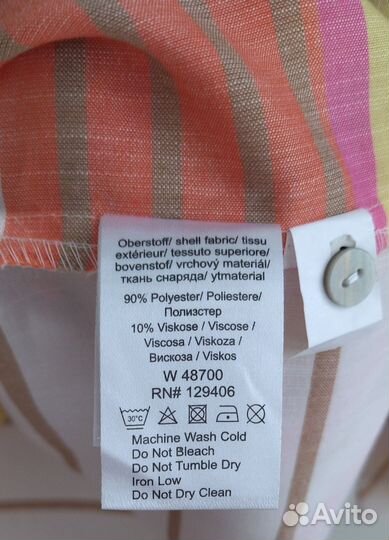 Oberstoff/ shell fabric/ tissu
extérieur/ tessuto superiore/
bovenstof/ vrchový materiál/
ткань снаряда/ ytmaterial
90% Polyester/ Poliestere/
Полиэстер
10% Viskose / Viscose /
Viscosa / Viskoza /
Вискоза / Viskos
W 48700
RN# 129406
30°C
Machine Wash Cold
Do Not Bleach
Do Not Tumble Dry
Iron Low
Do Not Dry Clean
Avito